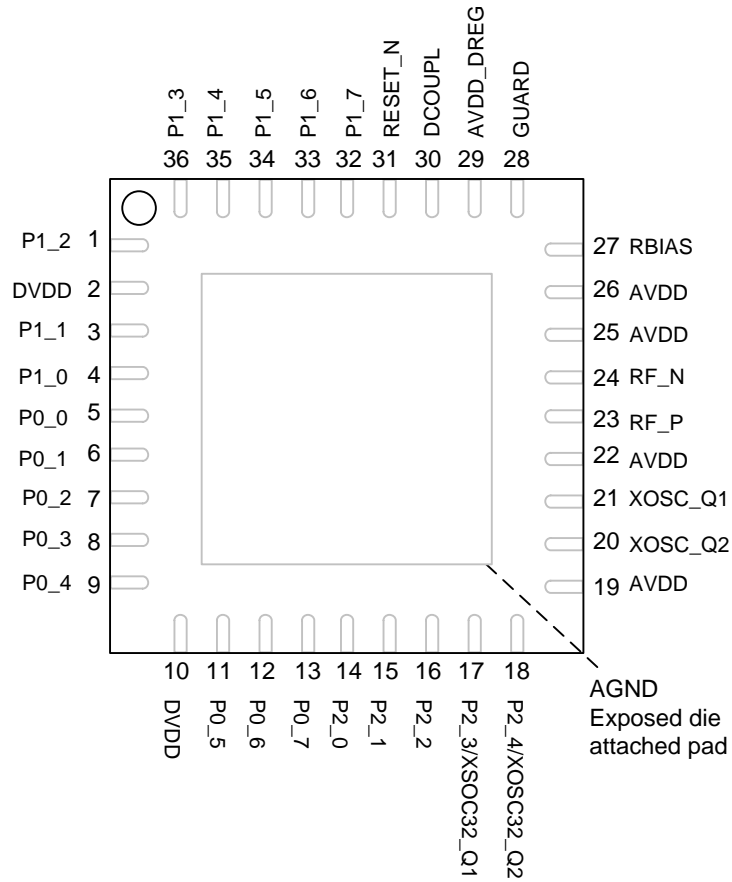 P1_3
P1_4
P1_5
P1_6
P1_7
RESET_N
DCOUPL
AVDD_DREG
GUARD
36 35 34 33 32 31 30 29 28
P1_2 1
DVDD 2
P1_1 3
P1_0 4
P0_0 5
P0_1 6
P0_2 7
P0_3 8
P0_4 9
27 RBIAS
26 AVDD
25 AVDD
24 RF_N
23 RF_P
22 AVDD
21 XOSC_Q1
20 XOSC_Q2
19 AVDD
10 11 12 13 14 15 16 17 18
DVDD
P0_5
P0_6
P0_7
P2_0
P2_1
P2_2
P2_3/XSOC32_Q1
P2_4/XOSC32_Q2
AGND
Exposed die
attached pad